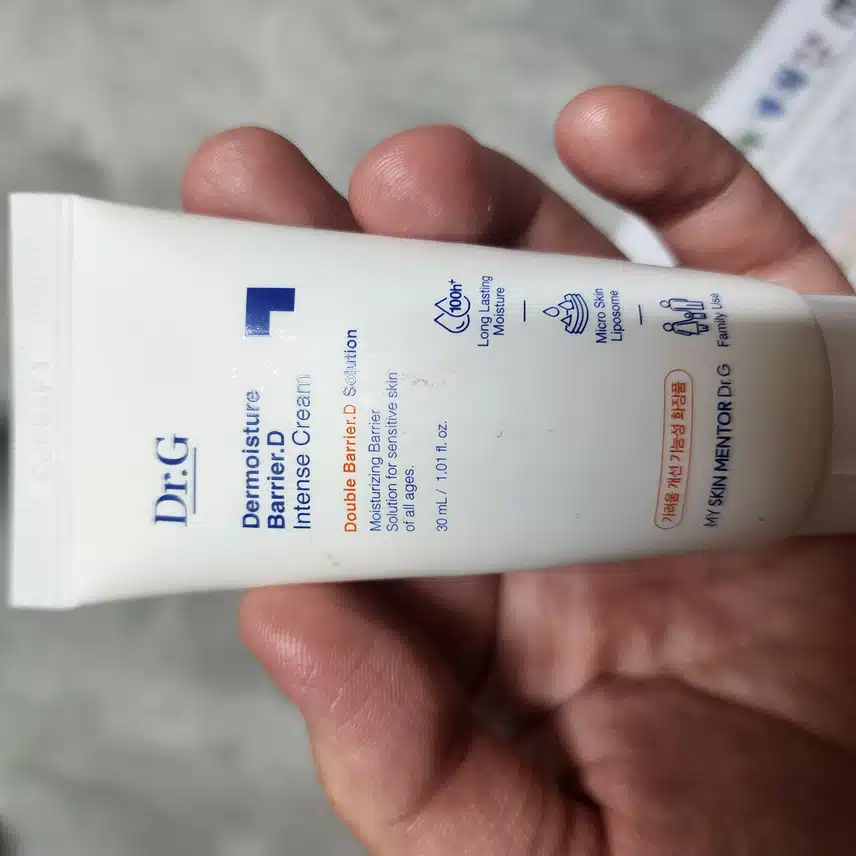 Dr.G
Dermoisture
Barrier.D
Intense Cream
Double Barrier.D Solution
Moisturizing Barrier
Solution for sensitive skin
of all ages.
30 mL / 1.01 fl. oz.
100h+
Long Lasting
Moisture
Micro Skin
Liposome
Family Use
가려움 개선 기능성 화장품
MY SKIN MENTOR Dr.G